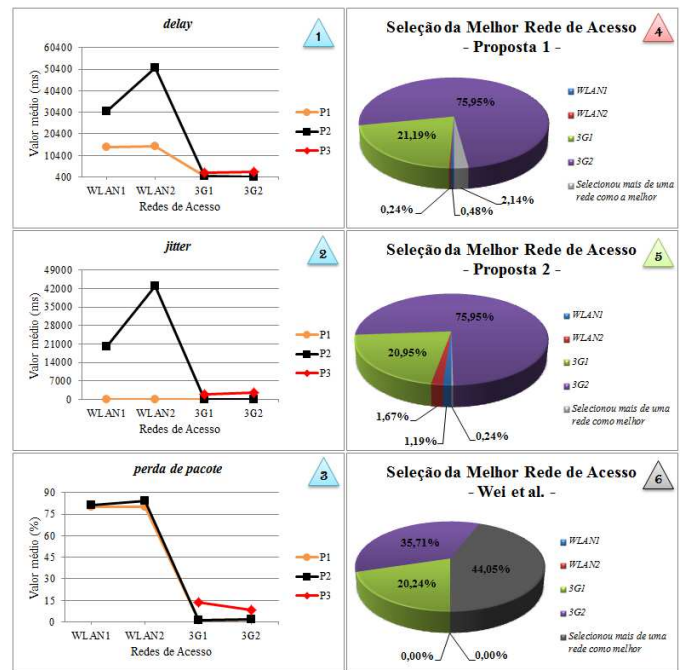 delay
1
60400
50400
40400
30400
20400
10400
400
Valor médio (ms)
WLAN1 WLAN2 3G1 3G2
Redes de Acesso
P1
P2
P3
Seleção da Melhor Rede de Acesso
- Proposta 1 -
4
75,95%
21,19%
0,24%
0,48%
2,14%
WLAN1
WLAN2
3G1
3G2
Selecionou mais de uma
rede como a melhor
jitter
2
49000
42000
35000
28000
21000
14000
7000
0
Valor médio (ms)
WLAN1 WLAN2 3G1 3G2
Redes de Acesso
P1
P2
P3
Seleção da Melhor Rede de Acesso
- Proposta 2 -
5
75,95%
20,95%
1,67%
1,19%
0,24%
WLAN1
WLAN2
3G1
3G2
Selecionou mais de uma
rede como melhor
perda de pacote
3
90
75
60
45
30
15
0
Valor médio (%)
WLAN1 WLAN2 3G1 3G2
Redes de Acesso
P1
P2
P3
Seleção da Melhor Rede de Acesso
- Wei et al. -
6
35,71%
44,05%
20,24%
0,00%
0,00%
WLAN1
WLAN2
3G1
3G2
Selecionou mais de uma
rede como melhor